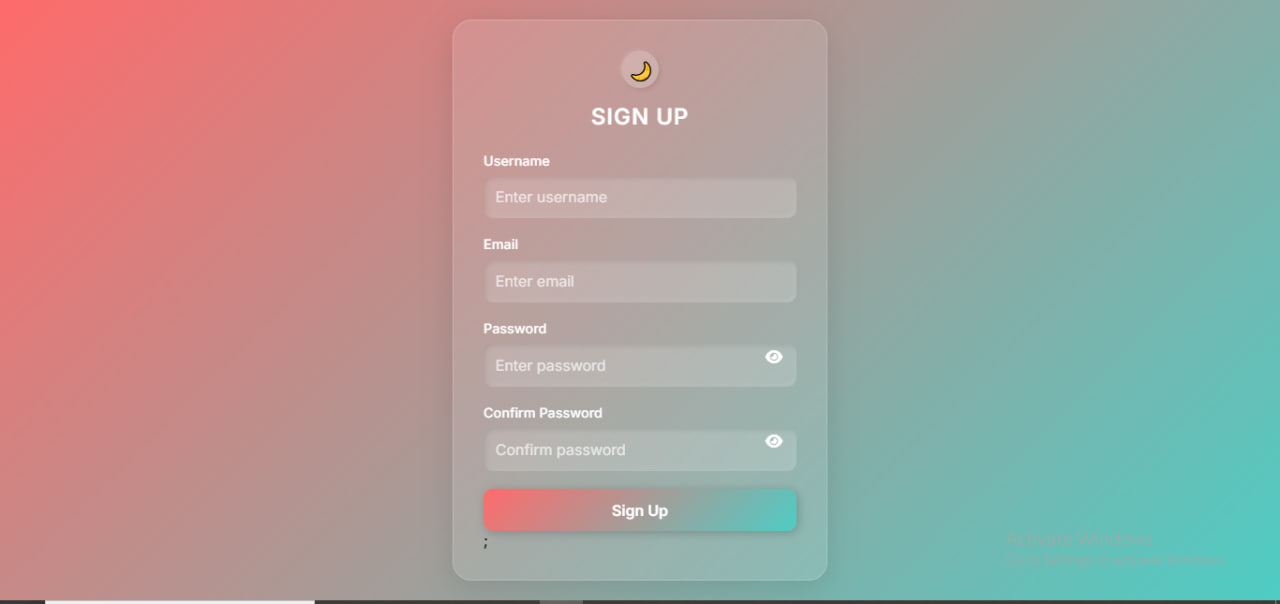 SIGN UP
Username
Enter username
Email
Enter email
Password
Enter password
Confirm Password
Confirm password
Sign Up
;
Activate Windows
Go to Settings to activate Windows.